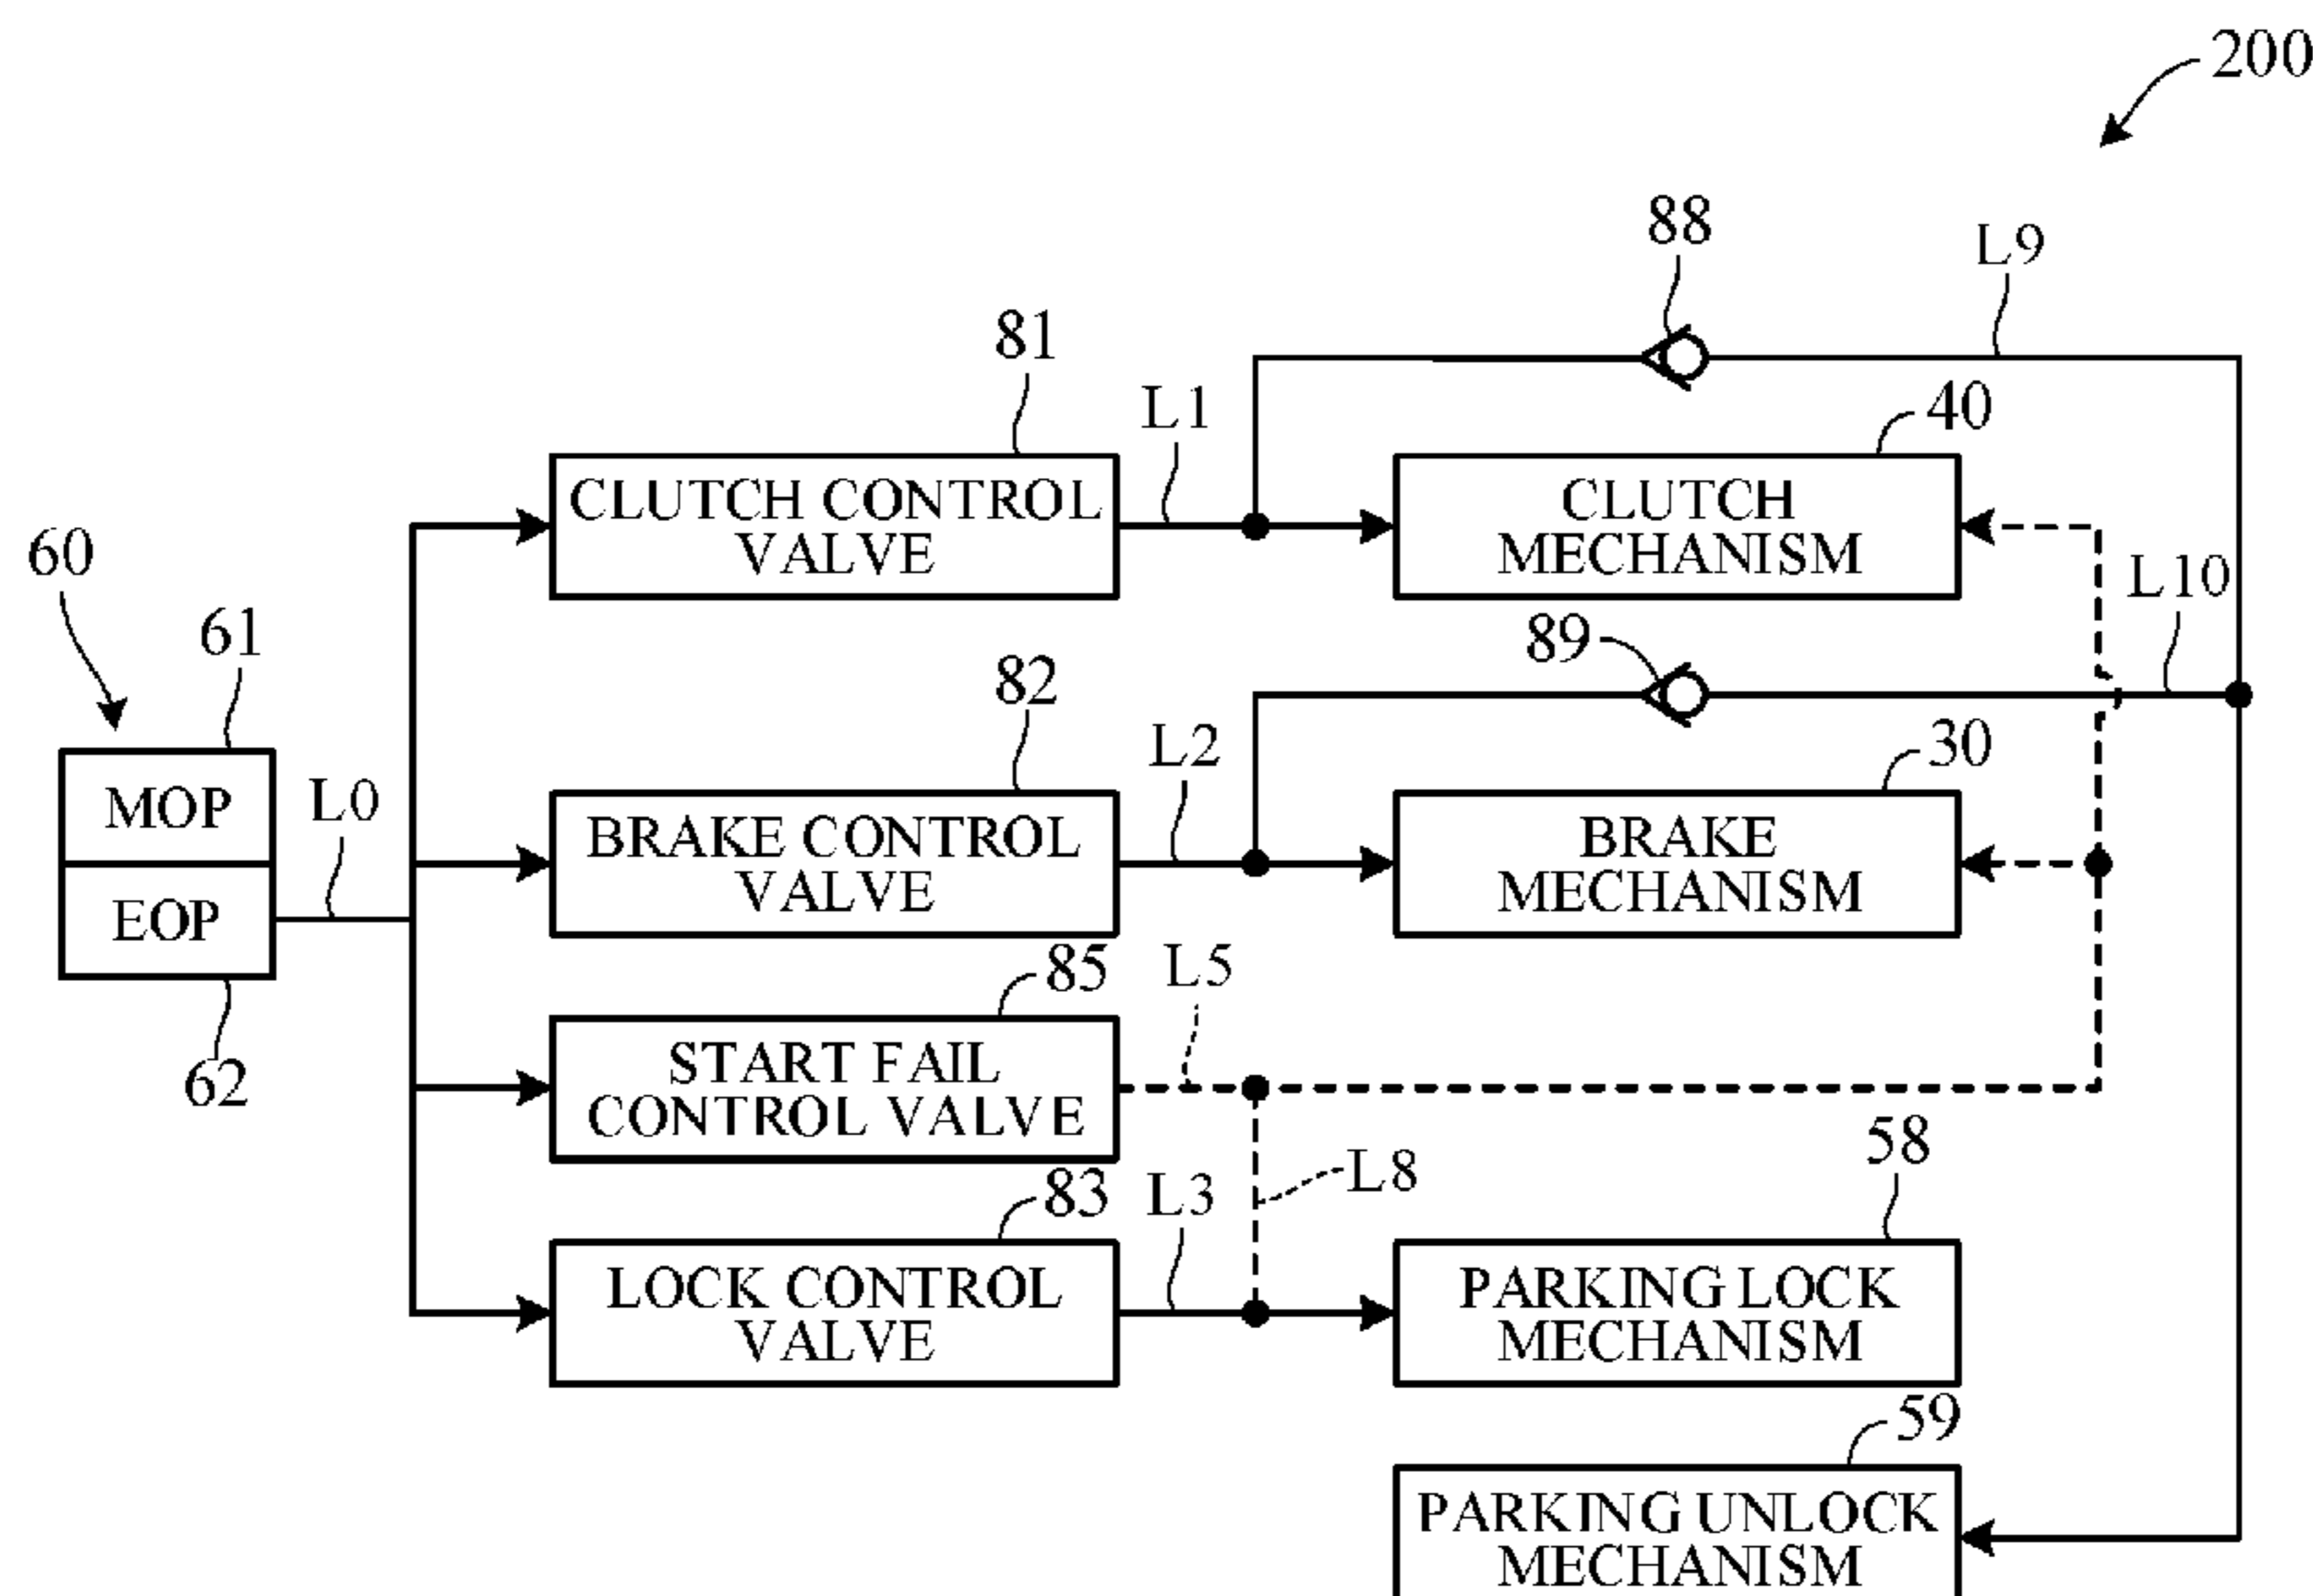 200
88
L9
81
L1
40
CLUTCH CONTROL
VALVE
CLUTCH
MECHANISM
60
61
L10
89
82
L2
30
MOP
L0
BRAKE CONTROL
VALVE
BRAKE
MECHANISM
EOP
62
85
L5
START FAIL
CONTROL VALVE
58
L8
83
L3
LOCK CONTROL
VALVE
PARKING LOCK
MECHANISM
59
PARKING UNLOCK
MECHANISM